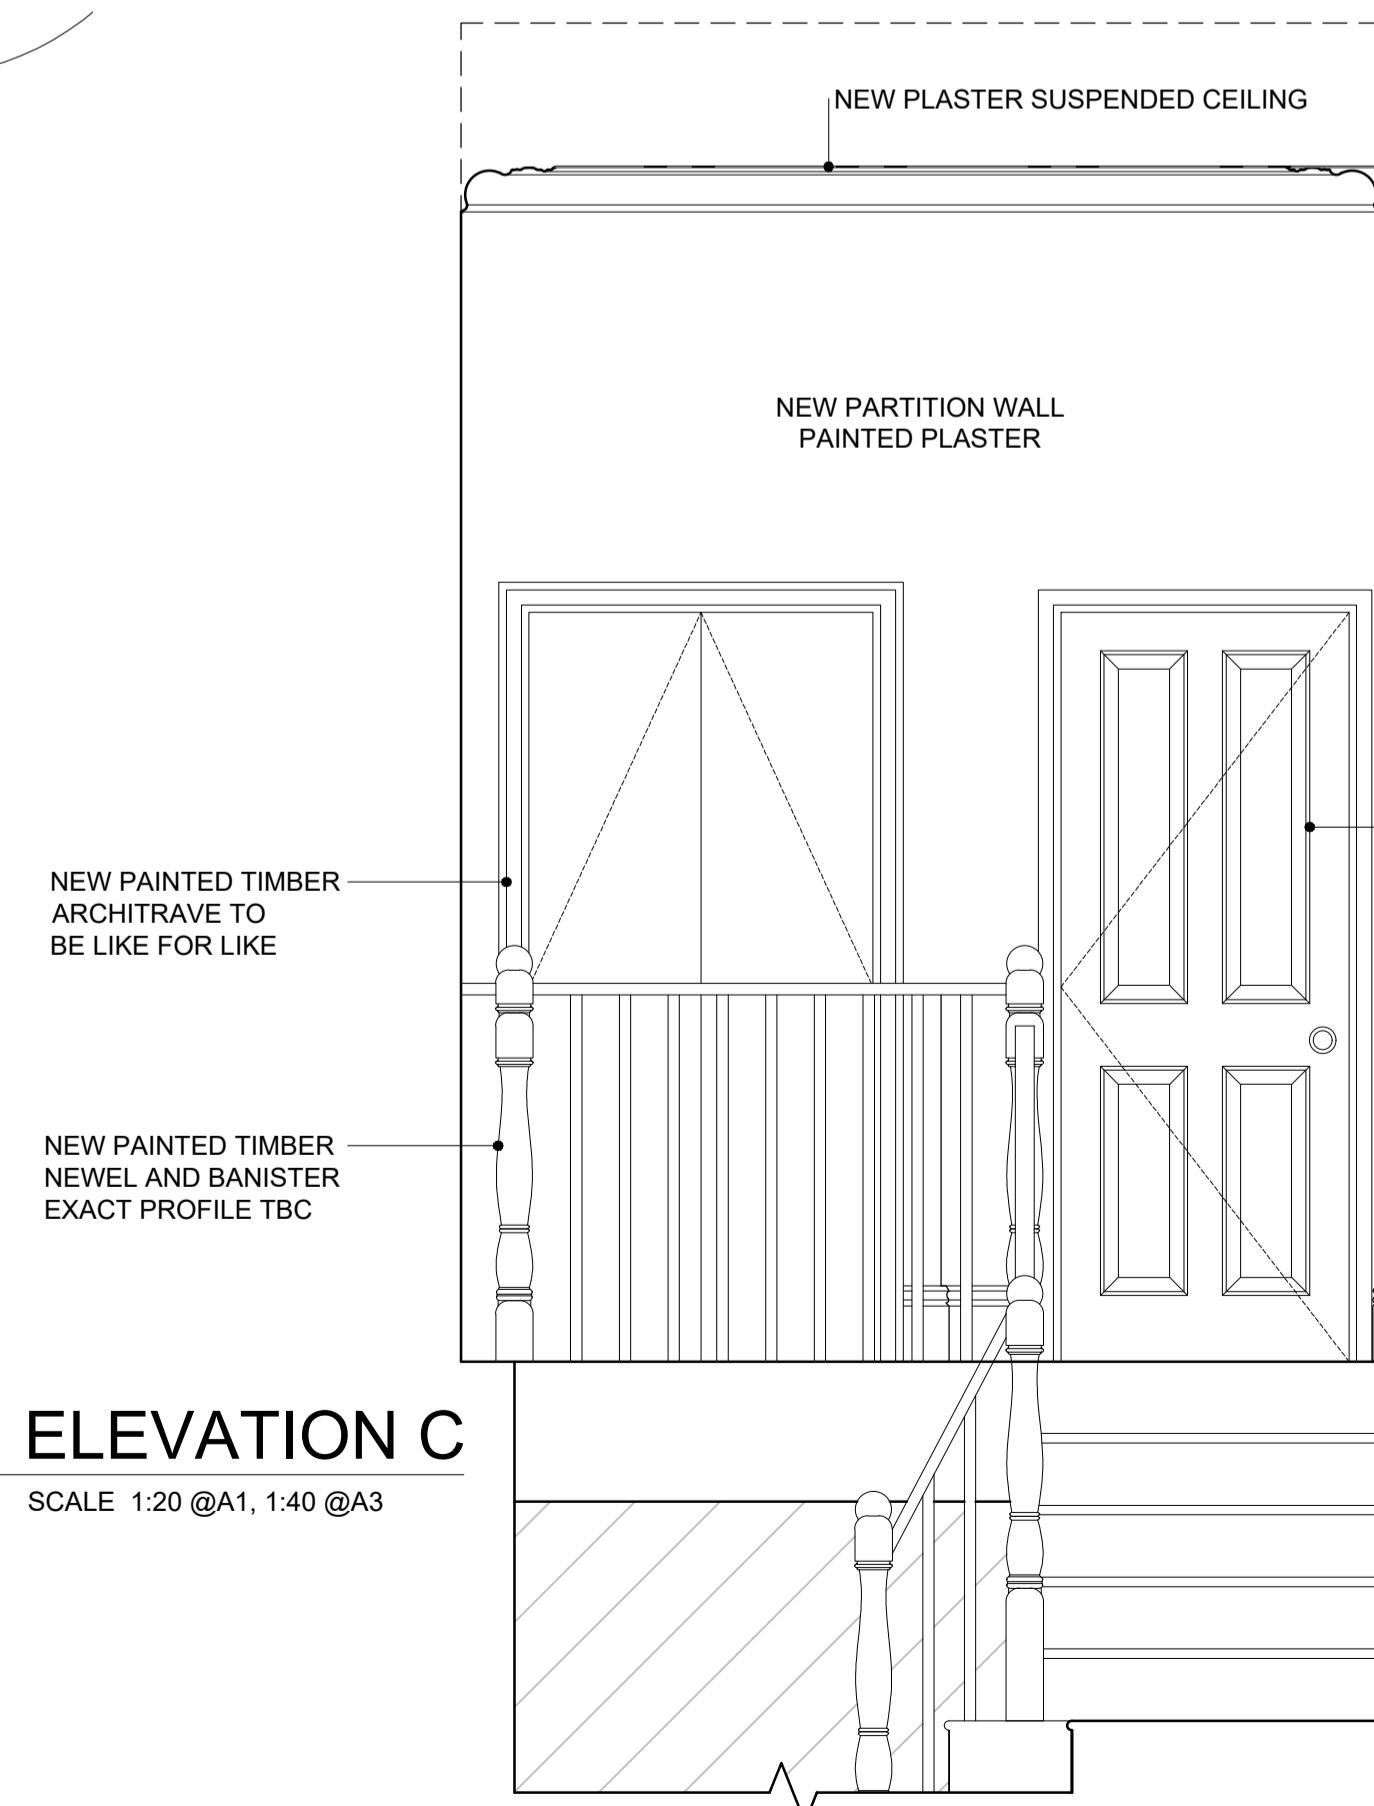 NEW PLASTER SUSPENDED CEILING
NEW PARTITION WALL
PAINTED PLASTER
NEW PAINTED TIMBER
ARCHITRAVE TO
BE LIKE FOR LIKE
NEW PAINTED TIMBER
NEWEL AND BANISTER
EXACT PROFILE TBC
ELEVATION C
SCALE 1:20 @A1, 1:40 @A3